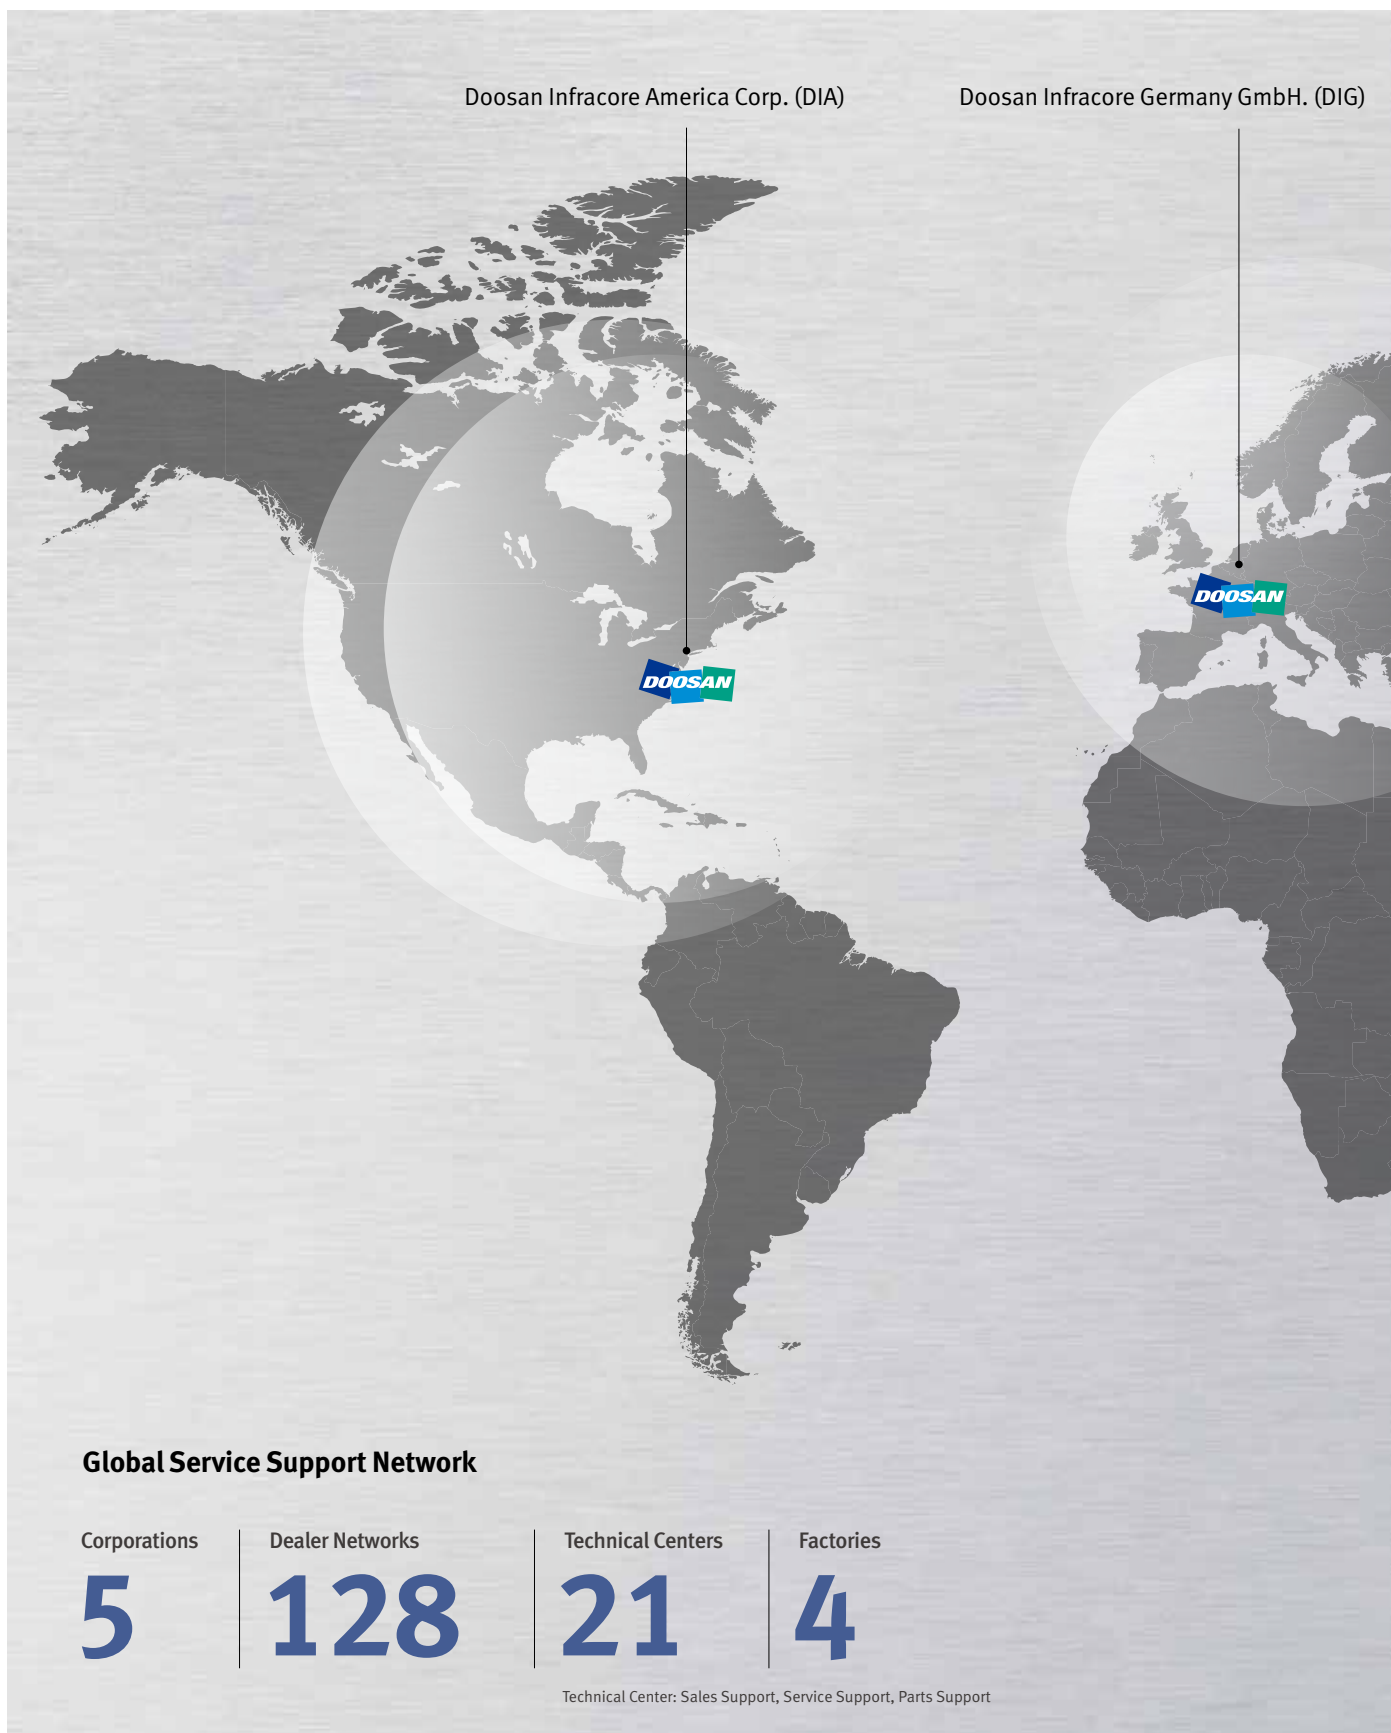 Doosan Infracore America Corp. (DIA)
Doosan Infracore Germany GmbH. (DIG)
DOOSAN
DOOSAN
Global Service Support Network
Corporations
5
Dealer Networks
128
Technical Centers
21
Factories
4
Technical Center: Sales Support, Service Support, Parts Support